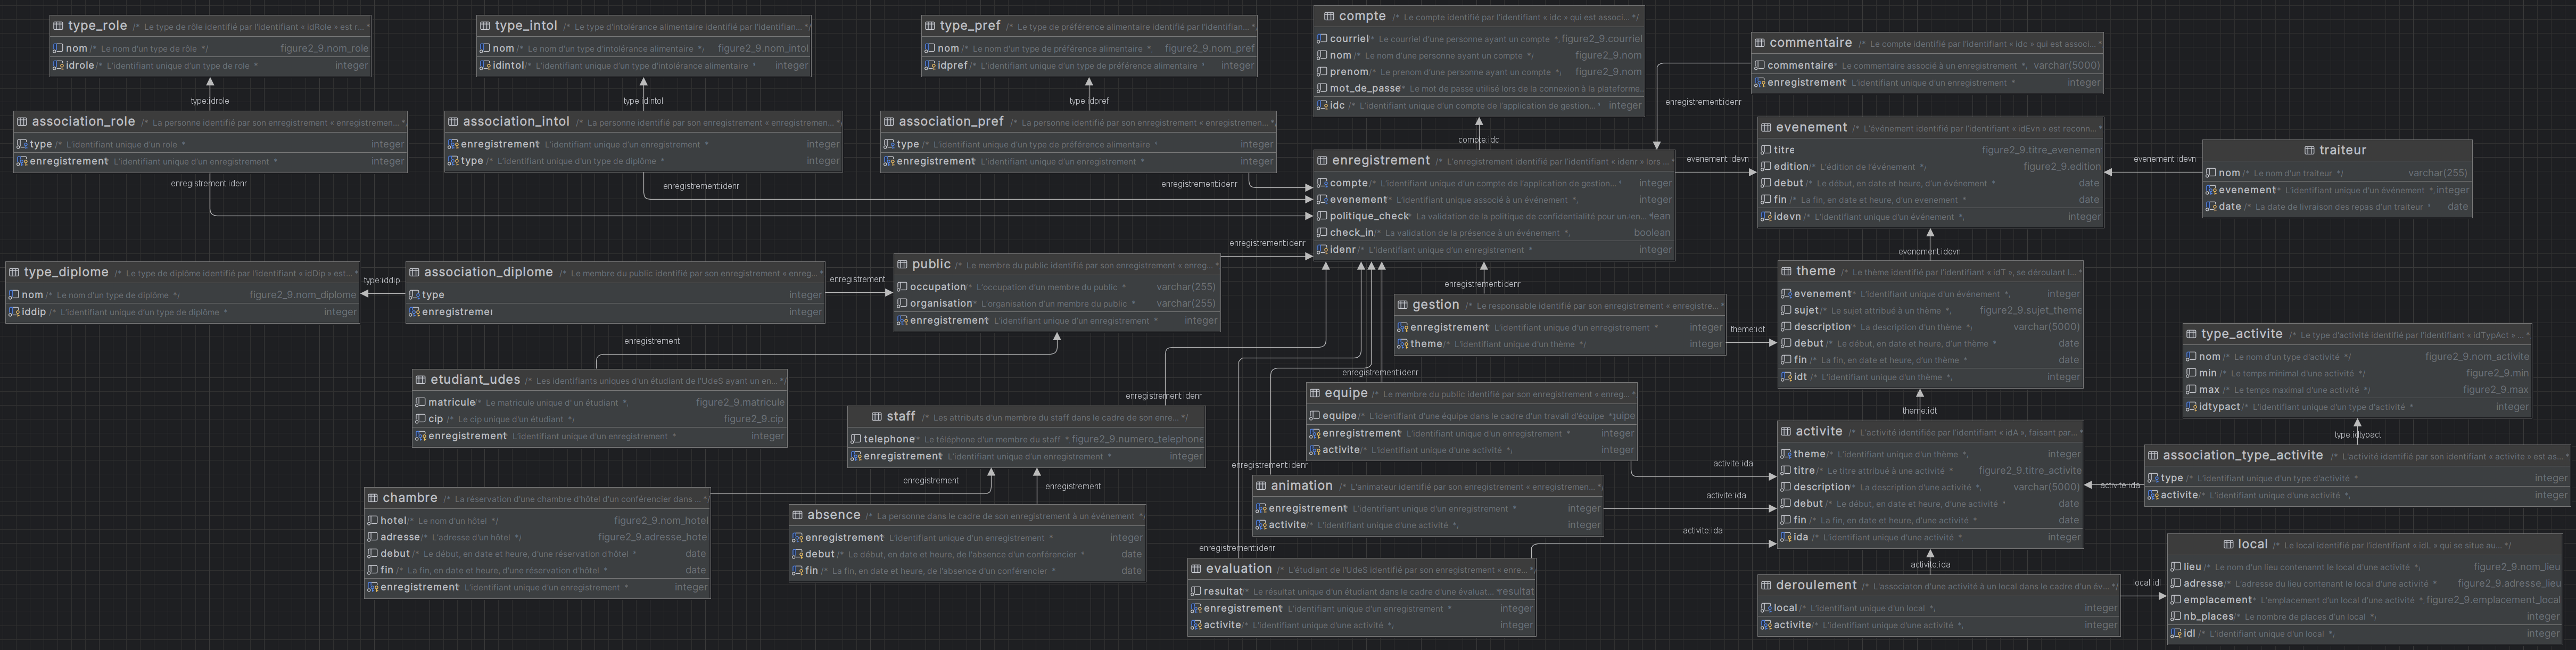 type_role /* Le type de rôle identifié par l'identifiant « idRole » est r... *
nom /* Le nom d'un type de rôle */ figure2_9.nom_role
idrole /* L'identifiant unique d'un type de role * integer
type:idrole
association_role /* La personne identifié par son enregistrement « enregistremen... *
type /* L'identifiant unique d'un role * integer
enregistrement L'identifiant unique d'un enregistrement * integer
enregistrement:idenr
type_intol /* Le type d'intolérance alimentaire identifié par l'identifian... *
nom /* Le nom d'un type d'intolérance alimentaire figure2_9.nom_intol
idintol /* L'identifiant unique d'un type d'intolérance alimentaire * integer
type:idintol
association_intol /* La personne identifié par son enregistrement « enregistremen... *
enregistrement L'identifiant unique d'un enregistrement * integer
type /* L'identifiant unique d'un type de diplôme * integer
enregistrement:idenr
type_pref /* Le type de préférence alimentaire identifié par l'identifian... *
nom /* Le nom d'un type de préférence alimentaire figure2_9.nom_pref
idpref /* L'identifiant unique d'un type de préférence alimentaire * integer
type:idpref
association_pref /* La personne identifié par son enregistrement « enregistremen... *
type /* L'identifiant unique d'un type de préférence alimentaire * integer
enregistrement L'identifiant unique d'un enregistrement * integer
enregistrement:idenr
compte /* Le compte identifié par l'identifiant « idc » qui est associ... */
courriel * Le courriel d'une personne ayant un compte * figure2_9.courriel
nom /* Le nom d'une personne ayant un compte */ figure2_9.nom
prenom /* Le prenom d'une personne ayant un compte figure2_9.nom
mot_de_passe * Le mot de passe utilisé lors de la connexion à la plateforme...
idc /* L'identifiant unique d'un compte de l'application de gestion... * integer
compte:idc
enregistrement /* L'enregistrement identifié par l'identifiant « idenr » lors ... *
compte * L'identifiant unique d'un compte de l'application de gestion... integer
evenement * L'identifiant unique associé à un événement integer
politique_check * La validation de la politique de confidentialité pour un
check_in /* La validation de la présence à un événement boolean
idenr /* L'identifiant unique d'un enregistrement * integer
commentaire /* Le compte identifié par l'identifiant « idc » qui est associ... *
commentaire * Le commentaire associé à un enregistrement varchar(5000)
enregistrement L'identifiant unique d'un enregistrement * integer
enregistrement:idenr
evenement:idevn
evenement /* L'événement identifié par l'identifiant « idEvn » est reconn... *
titre figure2_9.titre_evenemen
edition /* L'édition de l'événement figure2_9.edition
debut /* Le début, en date et heure, d'un événement * date
fin /* La fin, en date et heure, d'un evenement * date
idevn /* L'identifiant unique d'un événement integer
evenement:idevn
traiteur
nom /* Le nom d'un traiteur */ varchar(255)
evenement * L'identifiant unique d'un événement integer
date /* La date de livraison des repas d'un traiteur * date
type_diplome /* Le type de diplôme identifié par l'identifiant « idDip » est... *
nom /* Le nom d'un type de diplôme */ figure2_9.nom_diplome
iddip /* L'identifiant unique d'un type de diplôme * integer
type:iddip
association_diplome /* Le membre du public identifié par son enregistrement « enreg... *
type integer
enregistremer integer
enregistrement
public /* Le membre du public identifié par son enregistrement « enreg... *
occupation * L'occupation d'un membre du public * varchar(255)
organisation * L'organisation d'un membre du public * varchar(255)
enregistrement L'identifiant unique d'un enregistrement * integer
enregistrement:idenr
enregistrement
etudiant_udes /* Les identifiants uniques d'un étudiant de l'UdeS ayant un en... */
matricule * Le matricule unique d' un étudiant figure2_9.matricule
cip /* Le cip unique d'un étudiant */ figure2_9.cip
enregistrement L'identifiant unique d'un enregistrement * integer
enregistrement:idenr
staff /* Les attributs d'un membre du staff dans le cadre de son enre... */
telephone * Le téléphone d'un membre du staff * figure2_9.numero_telephone
enregistrement L'identifiant unique d'un enregistrement * integer
enregistrement
enregistrement
chambre /* La réservation d'une chambre d'hôtel d'un conférencier dans ... *
hotel /* Le nom d'un hôtel */ figure2_9.nom_hotel
adresse /* L'adresse d'un hôtel */ figure2_9.adresse_hote
debut /* Le début, en date et heure, d'une réservation d'hôtel * date
fin /* La fin, en date et heure, d'une réservation d'hôtel * date
enregistrement L'identifiant unique d'un enregistrement * integer
absence /* La personne dans le cadre de son enregistrement à un événement */
enregistrement L'identifiant unique d'un enregistrement * integer
debut /* Le début, en date et heure, de l'absence d'un conférencier * date
fin /* La fin, en date et heure, de l'absence d'un conférencier * date
enregistrement:idenr
gestion /* Le responsable identifié par son enregistrement « enregistre... *
enregistrement L'identifiant unique d'un enregistrement * integer
theme /* L'identifiant unique d'un thème */ integer
theme:idt
enregistrement:idenr
equipe /* Le membre du public identifié par son enregistrement « enreg... *
equipe /* L'identifiant d'une équipe dans le cadre d'un travail d'équipe
enregistrement L'identifiant unique d'un enregistrement * integer
activite /* L'identifiant unique d'une activité integer
enregistrement:idenr
activite:ida
animation /* L'animateur identifié par son enregistrement « enregistremen... *
enregistrement L'identifiant unique d'un enregistrement * integer
activite /* L'identifiant unique d'une activité integer
activite:ida
enregistrement:idenr
evaluation /* L'étudiant de l'UdeS identifié par son enregistrement « enre... *
resultat /* Le résultat unique d'un étudiant dans le cadre d'une évaluat... *resultat
enregistrement L'identifiant unique d'un enregistrement * integer
activite /* L'identifiant unique d'une activité integer
activite:ida
evenement:idevn
theme /* Le thème identifié par l'identifiant « idT », se déroulant l... *
evenement * L'identifiant unique d'un événement integer
sujet /* Le sujet attribué à un thème figure2_9.sujet_theme
description * La description d'un thème varchar(5000)
debut /* Le début, en date et heure, d'un thème * date
fin /* La fin, en date et heure, d'un thème * date
idt /* L'identifiant unique d'un thème integer
theme:idt
activite /* L'activité identifiée par l'identifiant « idA », faisant par... *
theme /* L'identifiant unique d'un thème integer
titre /* Le titre attribué à une activité * figure2_9.titre_activite
description * La description d'une activité varchar(5000)
debut /* Le début, en date et heure, d'une activité * date
fin /* La fin, en date et heure, d'une activité * date
ida /* L'identifiant unique d'une activité * integer
activite:ida
deroulement /* L'association d'une activité à un local dans le cadre d'un év... */
local /* L'identifiant unique d'un local integer
activite /* L'identifiant unique d'une activité integer
local:idl
type_activite /* Le type d'activité identifié par l'identifiant « idTypAct » ... *
nom /* Le nom d'un type d'activité */ figure2_9.nom_activite
min /* Le temps minimal d'une activité */ figure2_9.min
max /* Le temps maximal d'une activité */ figure2_9.max
idtypact /* L'identifiant unique d'un type d'activité * integer
type:idtypact
association_type_activite /* L'activité identifié par son identifiant « activité » est as... *
type /* L'identifiant unique d'un type d'activité * integer
activite /* L'identifiant unique d'une activité integer
activite:ida
local /* Le local identifié par l'identifiant « idL » qui se situe au... */
lieu /* Le nom d'un lieu contenant le local d'une activité */ figure2_9.nom_lieu
adresse /* L'adresse du lieu contenant le local d'une activité * figure2_9.adresse_lieu
emplacement * L'emplacement d'un local d'une activité figure2_9.emplacement_local
nb_places /* Le nombre de places d'un local integer
idl /* L'identifiant unique d'un local integer